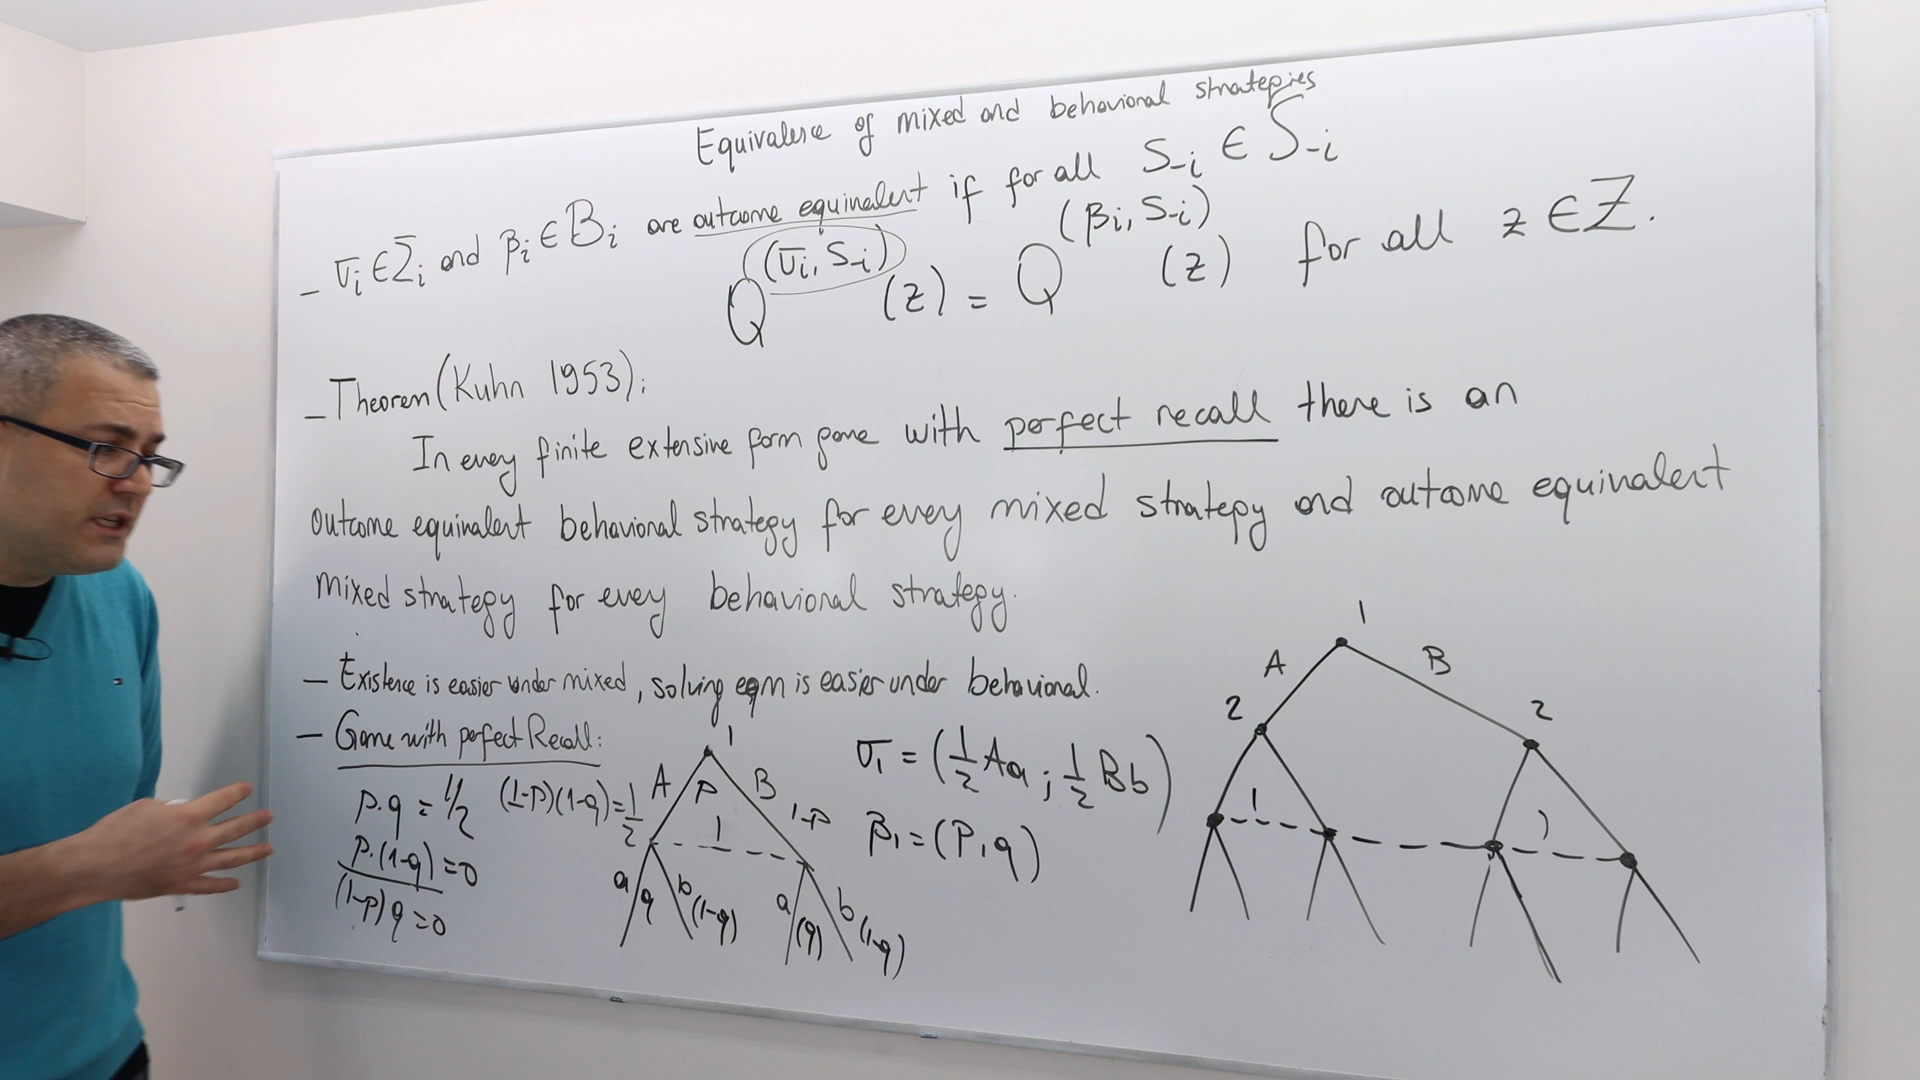 Equivalence of mixed and behavioral strategies
- σi ∈ Σi and βi ∈ Bi are outcome equivalent if for all S-i ∈ S-i
Q^(σi, S-i) (z) = Q^(βi, S-i) (z) for all z ∈ Z.
- Theorem (Kuhn 1953):
In every finite extensive form game with perfect recall there is an
outcome equivalent behavioral strategy for every mixed strategy and outcome equivalent
mixed strategy for every behavioral strategy.
- Existence is easier under mixed, solving eqm is easier under behavioral.
- Game with perfect Recall:
p.q = 1/2 (1-p)(1-q) = 1/2
p.(1-q) = 0
(1-p)q = 0
1
A p B 1-p
1
a q b (1-q) a (q) b (1-q)
σ1 = (1/2 Aa ; 1/2 Bb)
β1 = (p, q)
1
A B
2 2
1 )